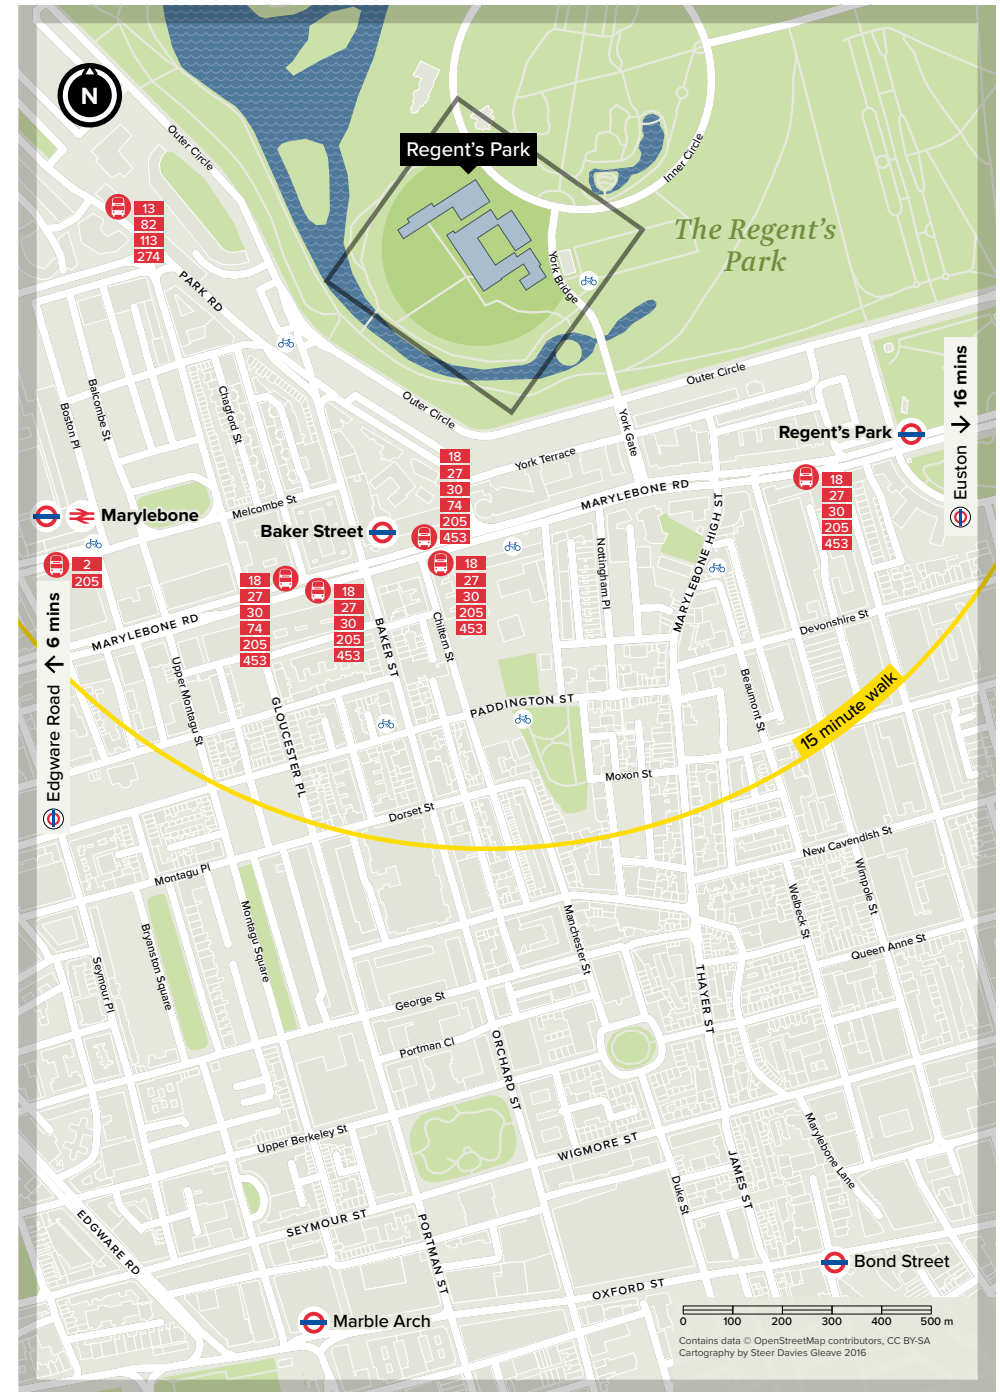 N
Outer Circle
Regent's Park
Inner Circle
13
82
113
274
The Regent's
Park
York Bridge
PARK RD
Outer Circle
Euston → 16 mins
Balcombe St
Boston Pl
Chagford St
Outer Circle
York Gate
Regent's Park
York Terrace
18
27
30
74
205
453
18
27
30
205
453
MARYLEBONE RD
Marylebone
Melcombe St
Baker Street
MARYLEBONE HIGH ST
Nottingham Pl
2
205
18
27
30
74
205
453
18
27
30
205
453
18
27
30
205
453
Edgware Road → 6 mins
MARYLEBONE RD
BAKER ST
Chiltern St
Devonshire St
Upper Montagu St
GLOUCESTER PL
PADDINGTON ST
Beaumont St
15 minute walk
Moxon St
Dorset St
New Cavendish St
Montagu Pl
Wimpole St
Welbeck St
Montagu Square
Bryanston Square
Manchester St
Queen Anne St
Seymour Pl
THAYER ST
George St
Portman Cl
ORCHARD ST
Upper Berkeley St
WIGMORE ST
Marylebone Lane
JAMES ST
Duke St
EDGWARE RD
SEYMOUR ST
PORTMAN ST
Bond Street
OXFORD ST
Marble Arch
0 100 200 300 400 500 m
Contains data © OpenStreetMap contributors, CC BY-SA
Cartography by Steer Davies Gleave 2016